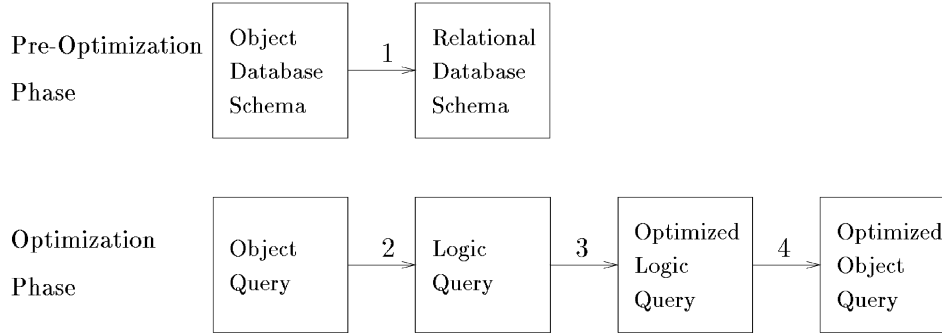 Pre-Optimization
Phase
Object
Database
Schema
1
Relational
Database
Schema
Optimization
Phase
Object
Query
2
Logic
Query
3
Optimized
Logic
Query
4
Optimized
Object
Query